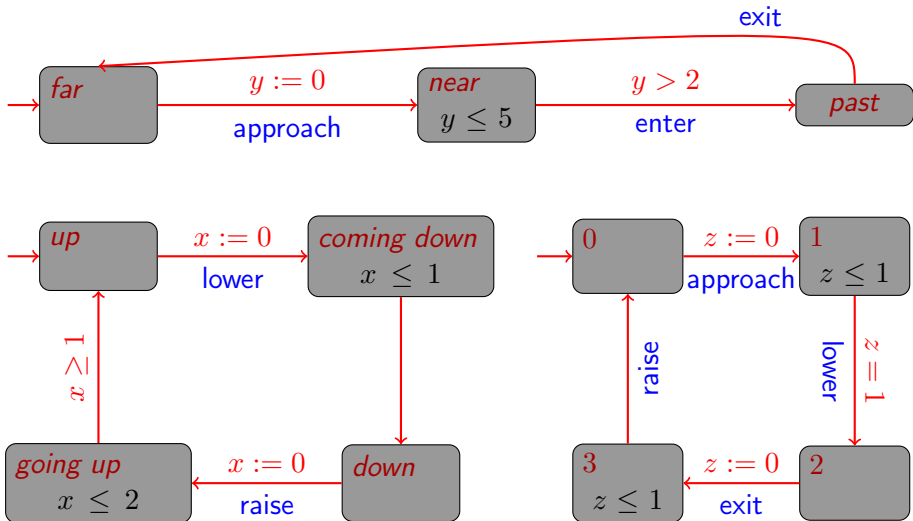 exit
far
y := 0
approach
near
y ≤ 5
y > 2
enter
past
up
x := 0
lower
coming down
x ≤ 1
x ≥ 1
going up
x ≤ 2
x := 0
raise
down
0
z := 0
approach
1
z ≤ 1
raise
lower
z = 1
3
z ≤ 1
z := 0
exit
2